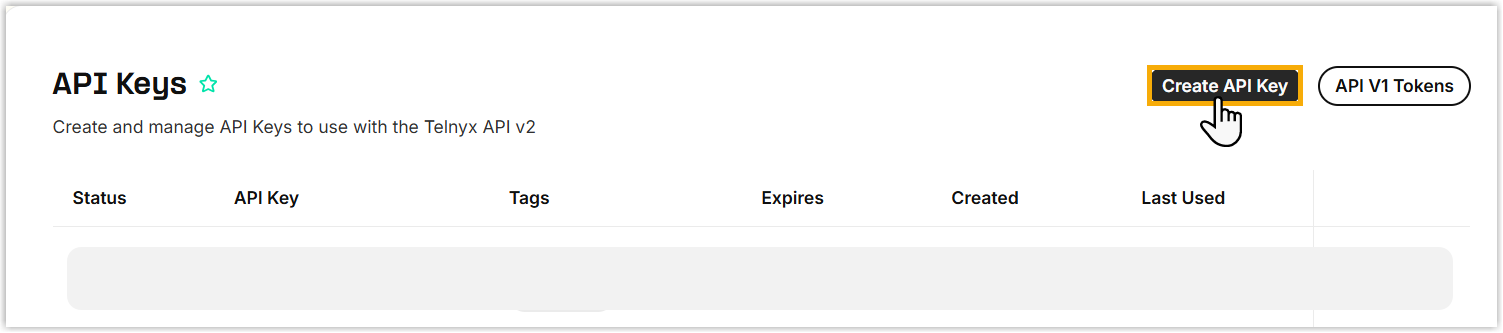 API Keys
Create API Key
API V1 Tokens
Create and manage API Keys to use with the Telnyx API v2
Status API Key Tags Expires Created Last Used